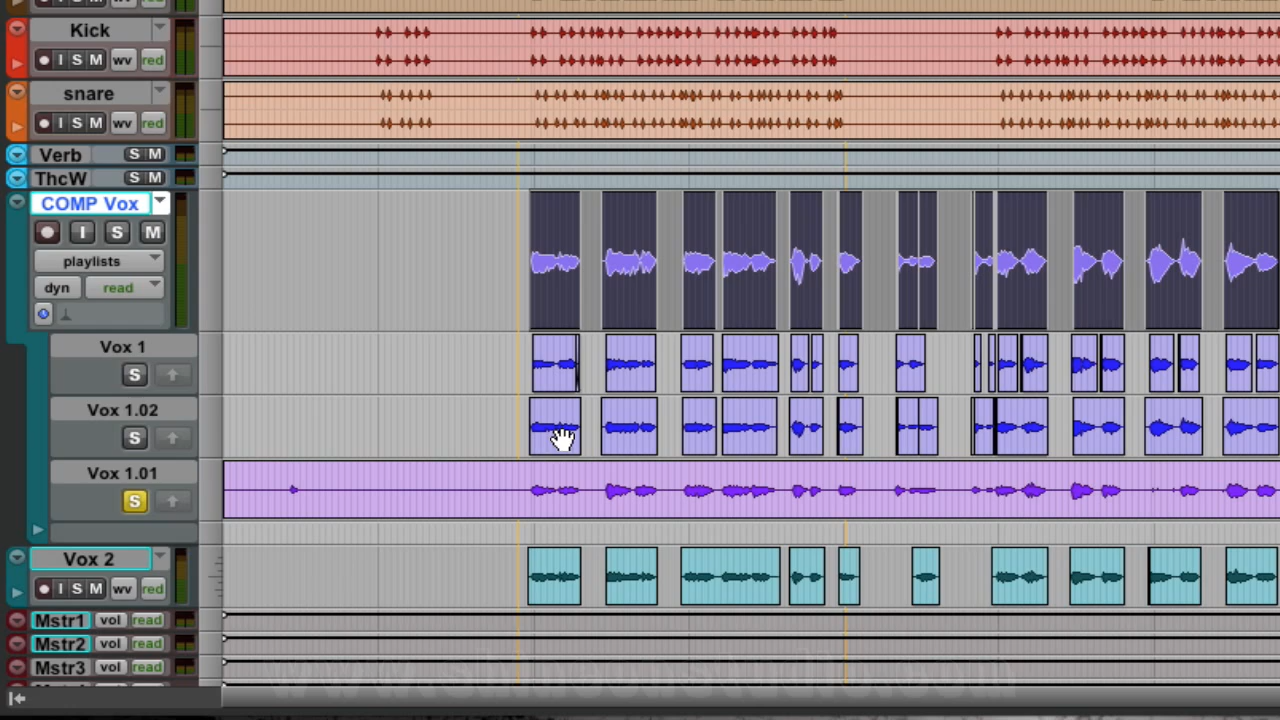 Kick
I S M wv red
snare
I S M wv red
Verb S M
ThcW S M
COMP Vox
I S M
playlists
dyn read
Vox 1
S
Vox 1.02
S
Vox 1.01
S
Vox 2
I S M wv red
Mstr1 vol read
Mstr2 vol read
Mstr3 vol read